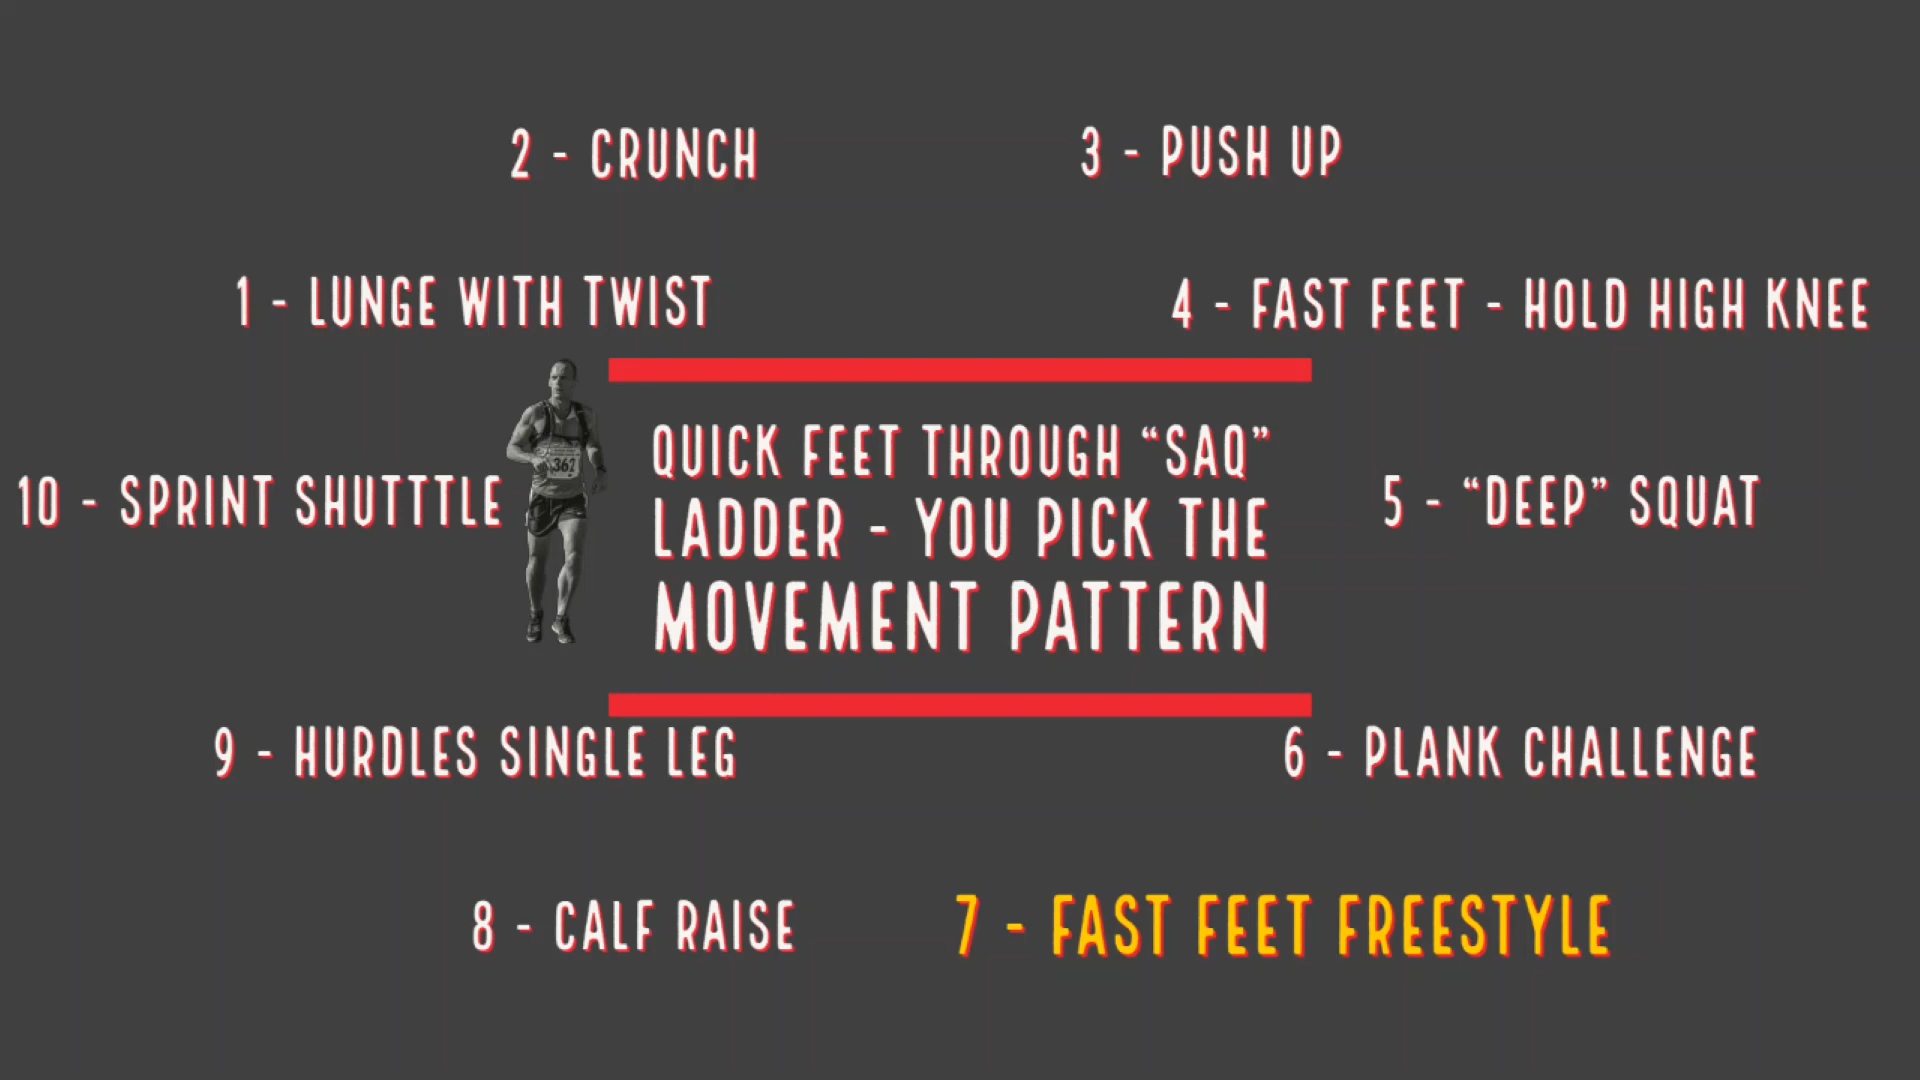 2 - CRUNCH
3 - PUSH UP
1 - LUNGE WITH TWIST
4 - FAST FEET - HOLD HIGH KNEE
QUICK FEET THROUGH “SAQ”
LADDER - YOU PICK THE
MOVEMENT PATTERN
362
10 - SPRINT SHUTTTLE
5 - “DEEP” SQUAT
9 - HURDLES SINGLE LEG
6 - PLANK CHALLENGE
8 - CALF RAISE
7 - FAST FEET FREESTYLE